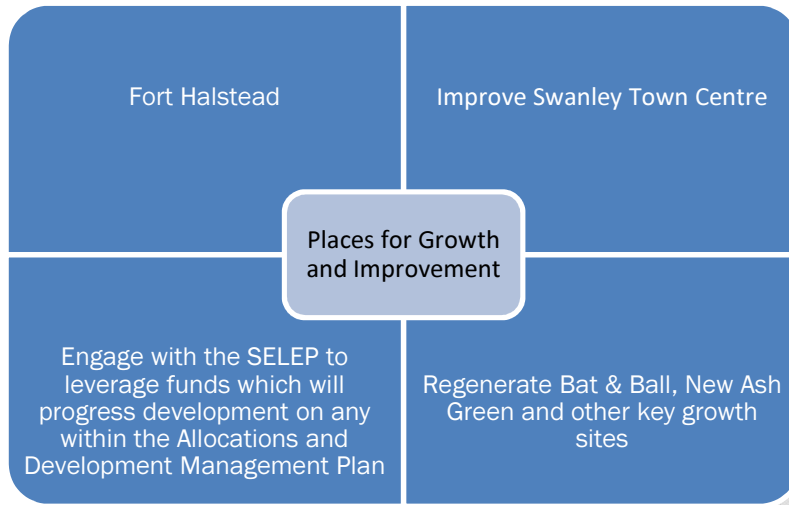 Fort Halstead
Improve Swanley Town Centre
Places for Growth
and Improvement
Engage with the SELEP to
leverage funds which will
progress development on any
within the Allocations and
Development Management Plan
Regenerate Bat & Ball, New Ash
Green and other key growth
sites